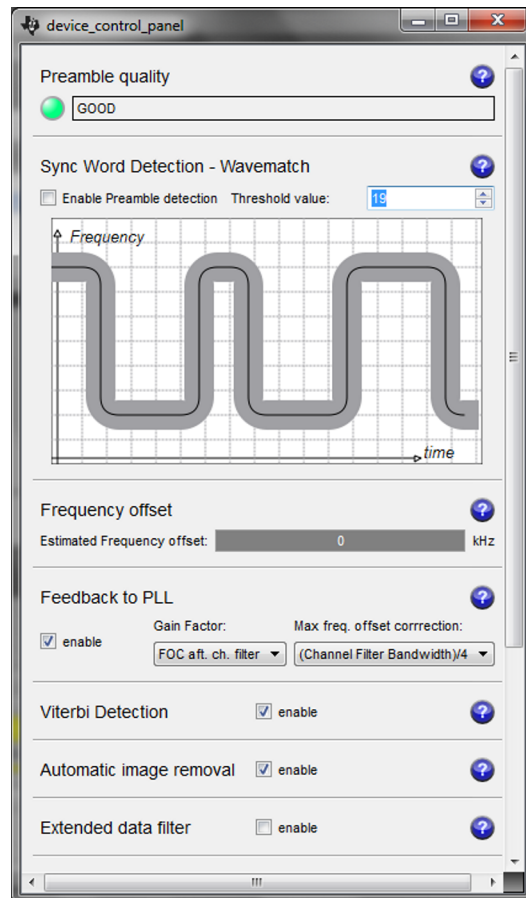 device_control_panel
Preamble quality
GOOD
Sync Word Detection - Wavematch
Enable Preamble detection Threshold value: 19
Frequency
time
Frequency offset
Estimated Frequency offset: 0 kHz
Feedback to PLL
Gain Factor: Max freq. offset corrrection:
enable FOC aft. ch. filter (Channel Filter Bandwidth)/4
Viterbi Detection enable
Automatic image removal enable
Extended data filter enable